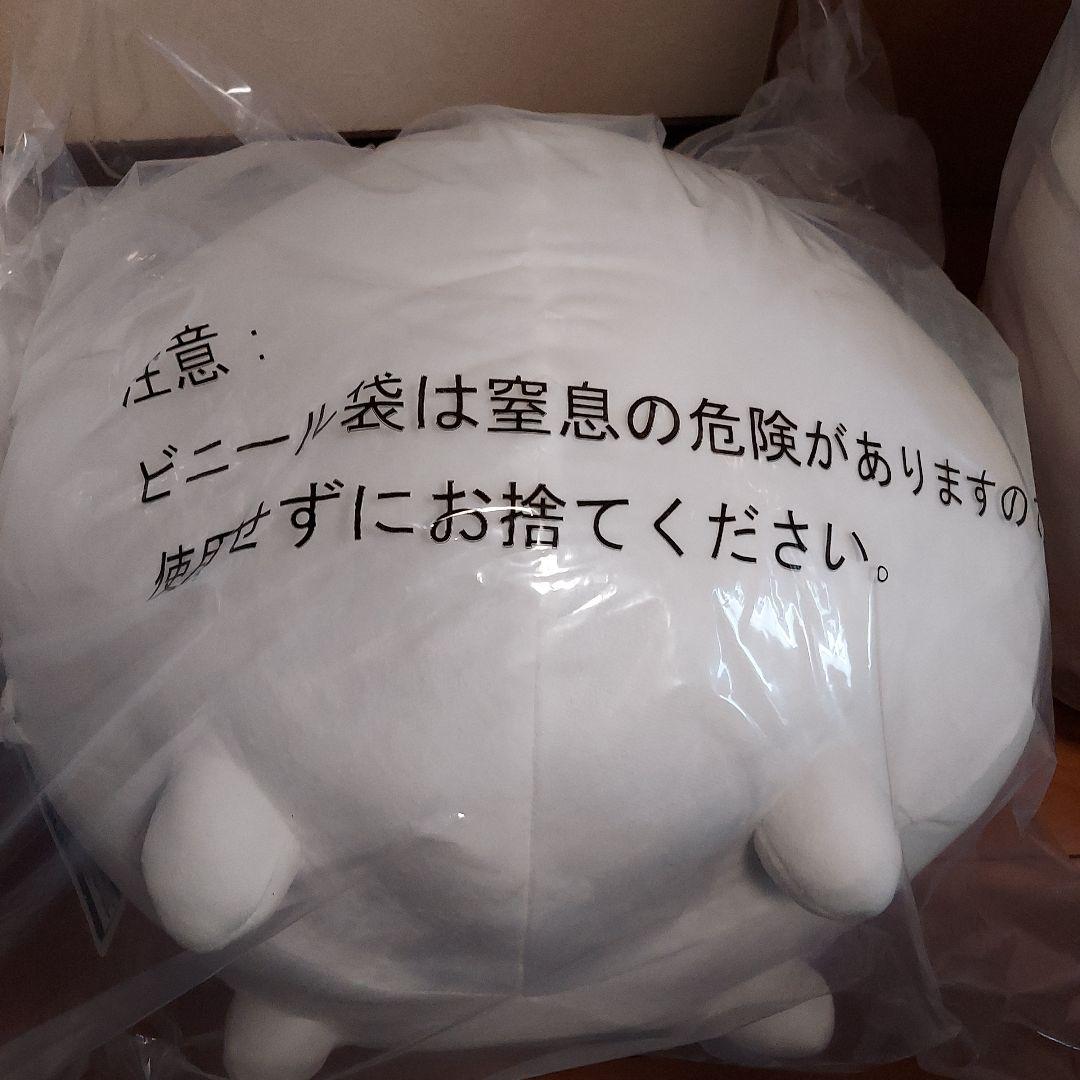 注意：
ビニール袋は窒息の危険がありますので
使用せずにお捨てください。